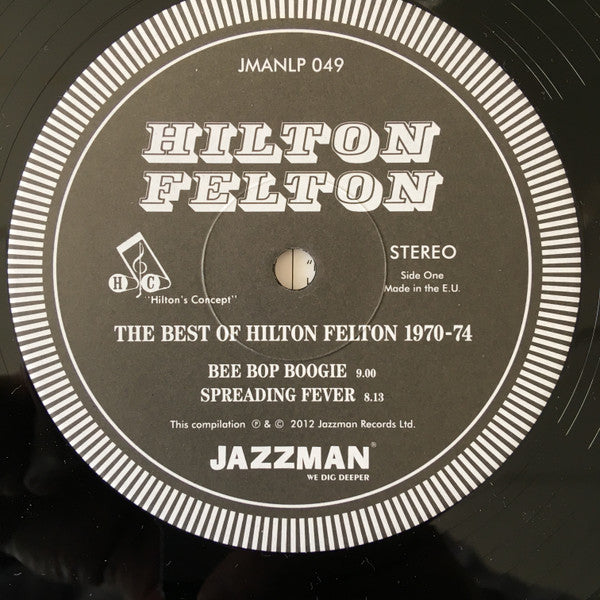 JMANLP 049
HILTON
FELTON
H C
"Hilton's Concept"
STEREO
Side One
Made in the E.U.
THE BEST OF HILTON FELTON 1970-74
BEE BOP BOOGIE 9.00
SPREADING FEVER 8.13
This compilation ℗ & © 2012 Jazzman Records Ltd.
JAZZMAN®
WE DIG DEEPER